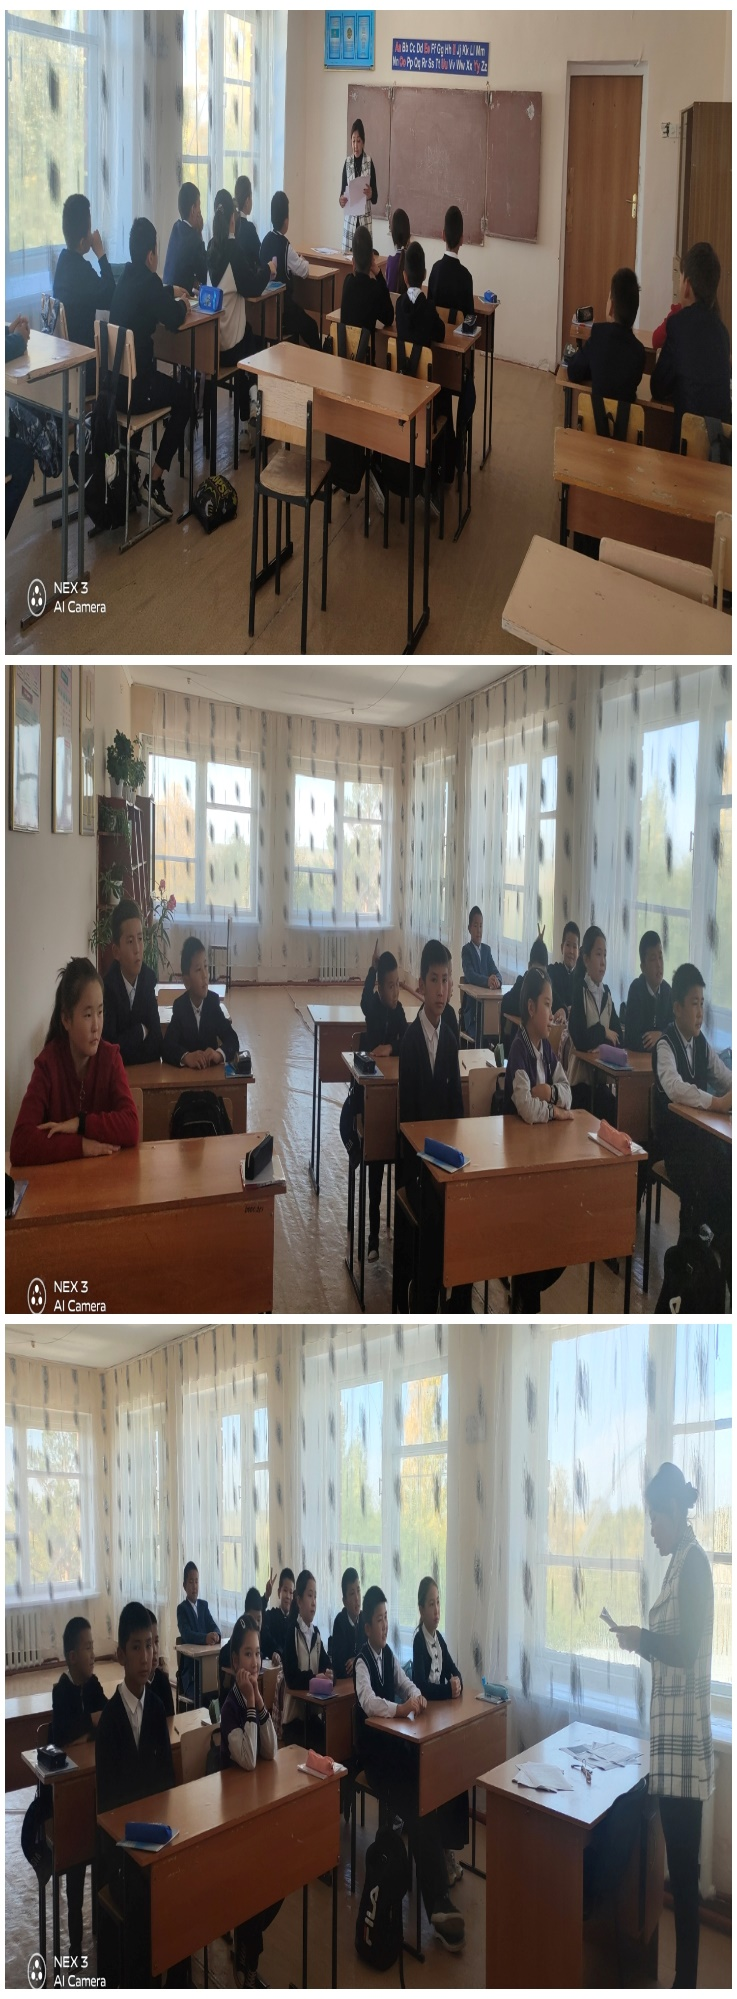 Aa Bb Cc Dd Ee Ff Gg Hh Ii Jj Kk Ll Mm
Nn Oo Pp Qq Rr Ss Tt Uu Vv Ww Xx Yy Zz
NEX 3
AI Camera
NEX 3
AI Camera
FILA
NEX 3
AI Camera